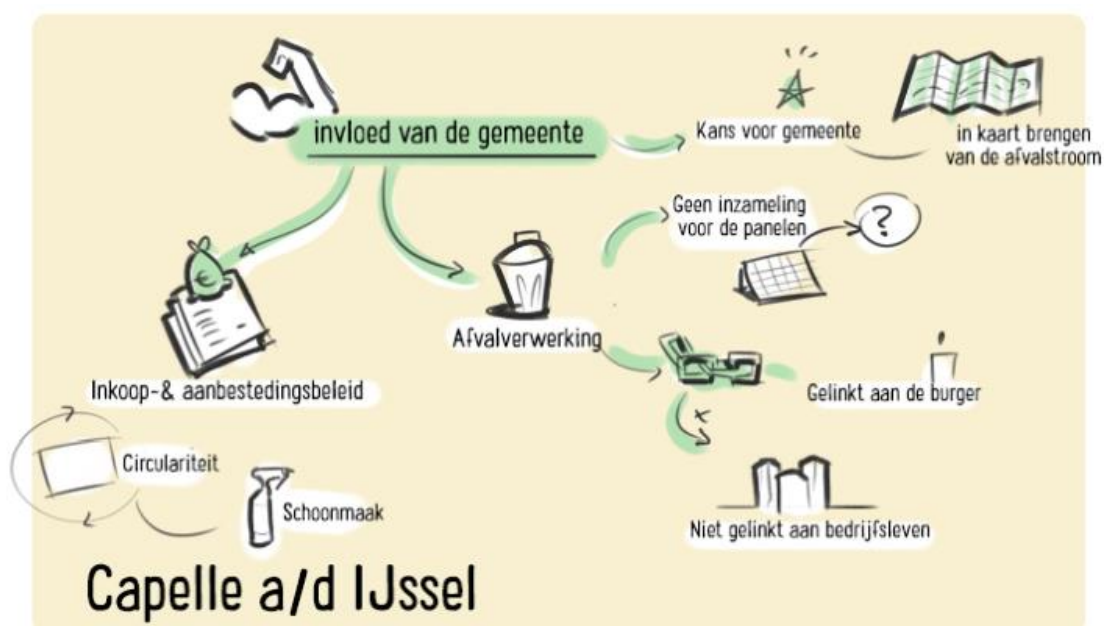 invloed van de gemeente
Kans voor gemeente
in kaart brengen
van de afvalstroom
Geen inzameling
voor de panelen
?
€
Afvalverwerking
Inkoop-& aanbestedingsbeleid
Gelinkt aan de burger
Circulariteit
Schoonmaak
Niet gelinkt aan bedrijfsleven
Capelle a/d IJssel